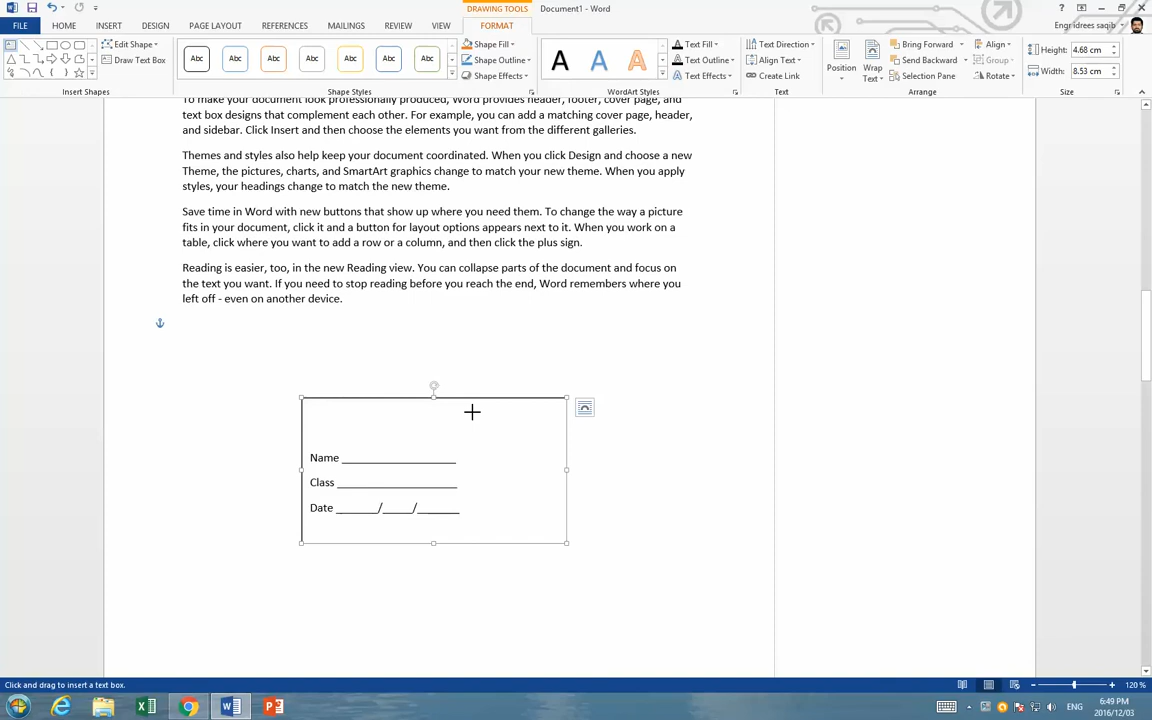 DRAWING TOOLS
Document1 - Word
FILE
HOME
INSERT
DESIGN
PAGE LAYOUT
REFERENCES
MAILINGS
REVIEW
VIEW
FORMAT
Engr idrees saqib
Edit Shape
Draw Text Box
Insert Shapes
Abc Abc Abc Abc Abc Abc Abc
Shape Styles
Shape Fill
Shape Outline
Shape Effects
A A A
WordArt Styles
Text Fill
Text Outline
Text Effects
Text Direction
Align Text
Create Link
Text
Position
Wrap
Text
Bring Forward
Send Backward
Selection Pane
Align
Group
Rotate
Arrange
Height: 4.68 cm
Width: 8.53 cm
Size
To make your document look professionally produced, Word provides header, footer, cover page, and
text box designs that complement each other. For example, you can add a matching cover page, header,
and sidebar. Click Insert and then choose the elements you want from the different galleries.
Themes and styles also help keep your document coordinated. When you click Design and choose a new
Theme, the pictures, charts, and SmartArt graphics change to match your new theme. When you apply
styles, your headings change to match the new theme.
Save time in Word with new buttons that show up where you need them. To change the way a picture
fits in your document, click it and a button for layout options appears next to it. When you work on a
table, click where you want to add a row or a column, and then click the plus sign.
Reading is easier, too, in the new Reading view. You can collapse parts of the document and focus on
the text you want. If you need to stop reading before you reach the end, Word remembers where you
left off - even on another device.
Name ___________________
Class ____________________
Date _______/_____/_______
Click and drag to insert a text box.
120 %
ENG
6:49 PM
2016/12/03